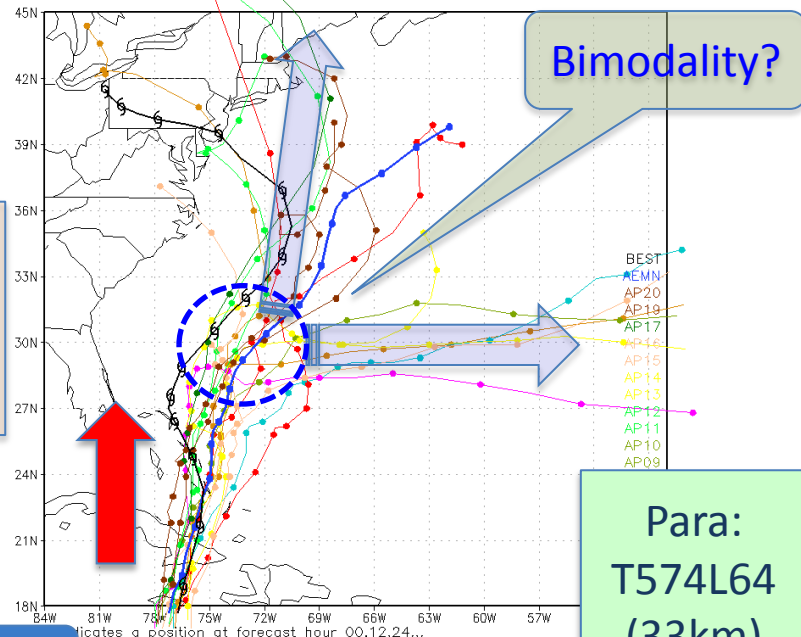 45N
Bimodality?
42N
39N
36N
33N
30N
27N
24N
21N
18N
BEST
AEMN
AP20
AP19
AP17
AP16
AP15
AP14
AP13
AP12
AP11
AP10
AP09
Para:
T574L64
(33km)
84W 81W 78W 75W 72W 69W 66W 63W 60W 57W
a position at forecast hour 00,12,24...